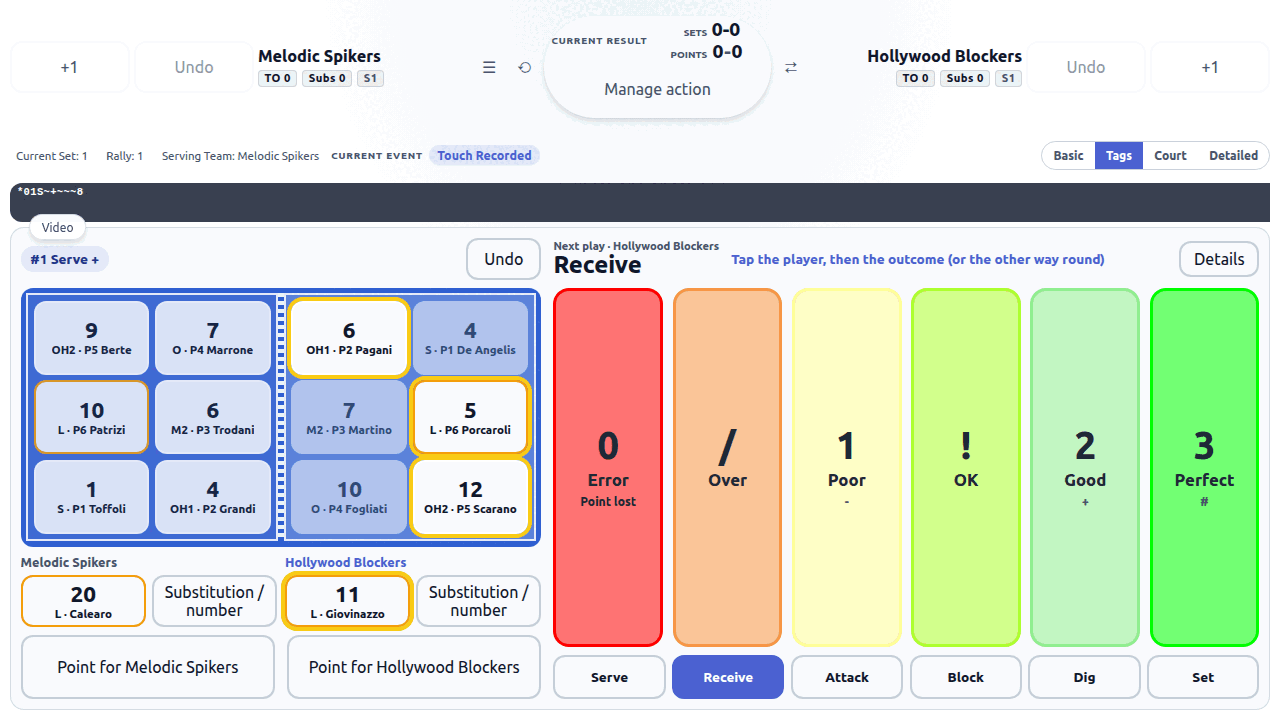 +1
Undo
Melodic Spikers
TO 0 Subs 0 S1
☰
⟲
CURRENT RESULT
SETS 0-0
POINTS 0-0
Manage action
⇄
Hollywood Blockers
TO 0 Subs 0 S1
Undo
+1
Current Set: 1 Rally: 1 Serving Team: Melodic Spikers CURRENT EVENT Touch Recorded
Basic Tags Court Detailed
*01S~+~~~8
Video
#1 Serve +
Undo
Next play · Hollywood Blockers
Receive
Tap the player, then the outcome (or the other way round)
Details
9
OH2 · P5 Berte
7
O · P4 Marrone
6
OH1 · P2 Pagani
4
S · P1 De Angelis
10
L · P6 Patrizi
6
M2 · P3 Trodani
7
M2 · P3 Martino
5
L · P6 Porcaroli
1
S · P1 Toffoli
4
OH1 · P2 Grandi
10
O · P4 Fogliati
12
OH2 · P5 Scarano
0
Error
Point lost
/
Over
1
Poor
-
!
OK
2
Good
+
3
Perfect
#
Melodic Spikers
Hollywood Blockers
20
L · Calearo
Substitution /
number
11
L · Giovinazzo
Substitution /
number
Point for Melodic Spikers
Point for Hollywood Blockers
Serve
Receive
Attack
Block
Dig
Set